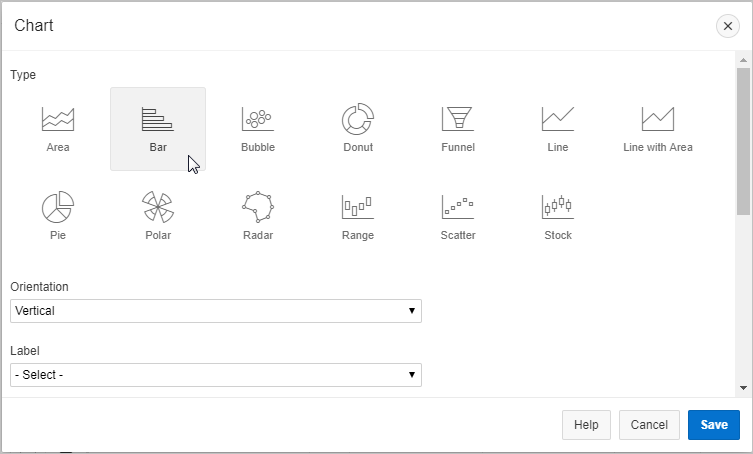 Chart
Type
Area Bar Bubble Donut Funnel Line Line with Area
Pie Polar Radar Range Scatter Stock
Orientation
Vertical
Label
- Select -
Help Cancel Save